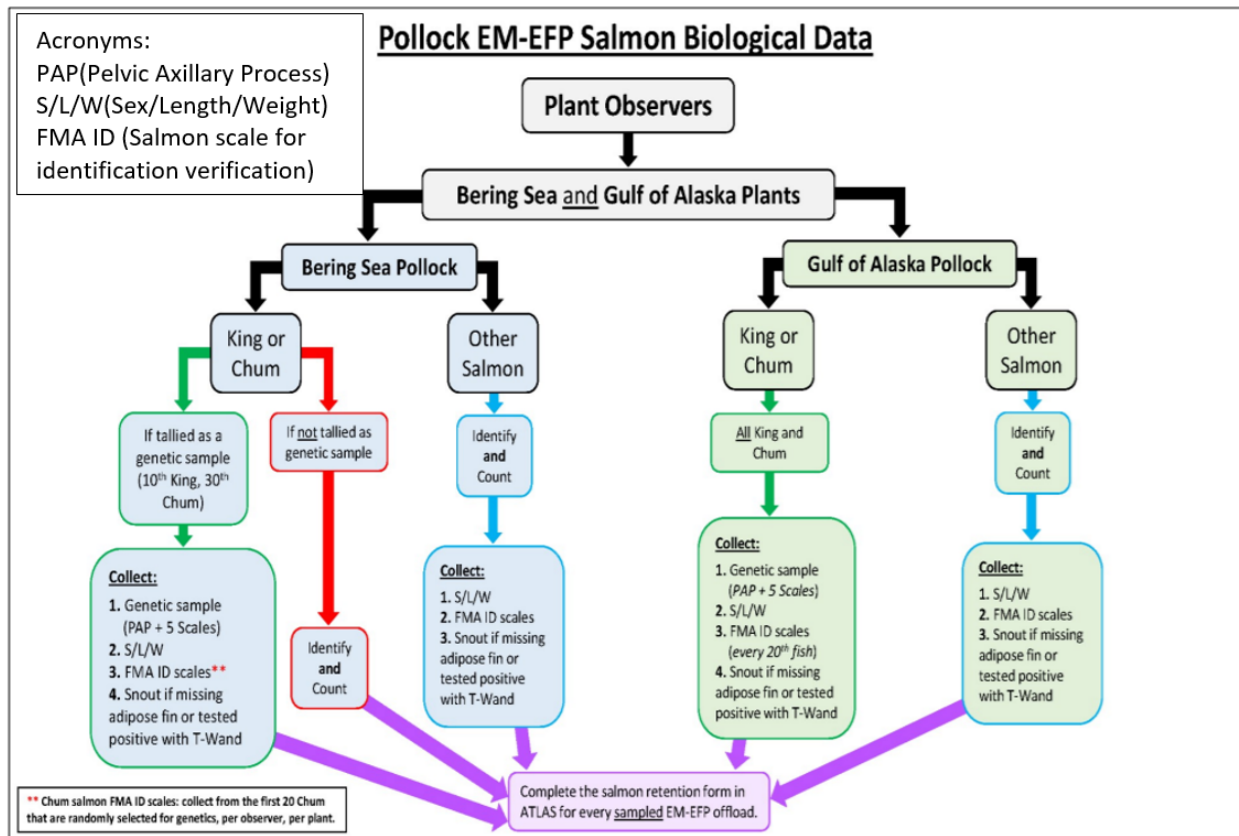 Acronyms:
PAP(Pelvic Axillary Process)
S/L/W(Sex/Length/Weight)
FMA ID (Salmon scale for
identification verification)
Pollock EM-EFP Salmon Biological Data
Plant Observers
Bering Sea and Gulf of Alaska Plants
Bering Sea Pollock
Gulf of Alaska Pollock
King or
Chum
Other
Salmon
King or
Chum
Other
Salmon
If tallied as a
genetic sample
(10th King, 30th
Chum)
If not tallied as
genetic sample
Identify
and
Count
All King and
Chum
Identify
and
Count
Collect:
1. Genetic sample
(PAP + 5 Scales)
2. S/L/W
3. FMA ID scales**
4. Snout if missing
adipose fin or tested
positive with T-Wand
Identify
and
Count
Collect:
1. S/L/W
2. FMA ID scales
3. Snout if missing
adipose fin or
tested positive
with T-Wand
Collect:
1. Genetic sample
(PAP + 5 Scales)
2. S/L/W
3. FMA ID scales
(every 20th fish)
4. Snout if missing
adipose fin or tested
positive with T-Wand
Collect:
1. S/L/W
2. FMA ID scales
3. Snout if missing
adipose fin or
tested positive
with T-Wand
Complete the salmon retention form in
ATLAS for every sampled EM-EFP offload.
** Chum salmon FMA ID scales: collect from the first 20 Chum
that are randomly selected for genetics, per observer, per plant.